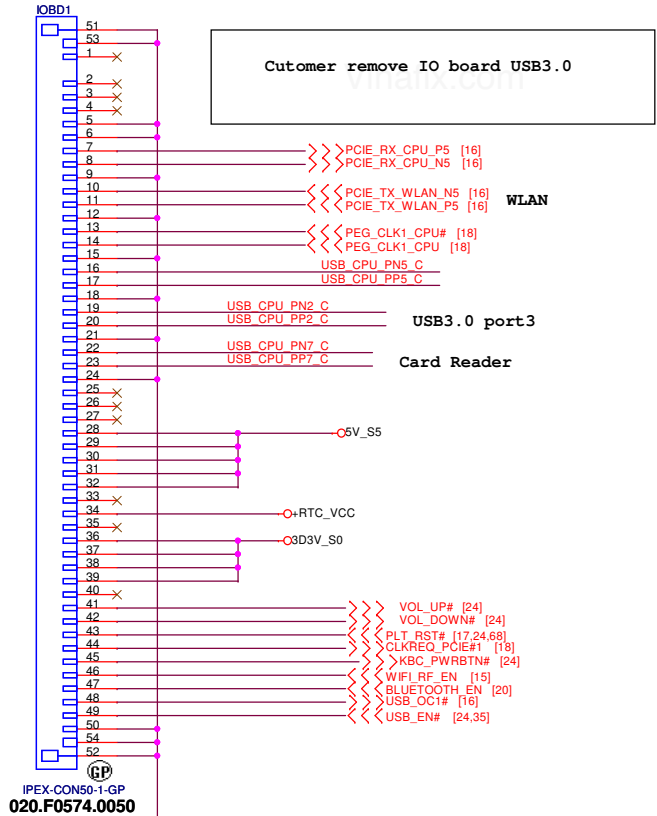 IOBD1
51
53
1
Cutomer remove IO board USB3.0
vinafix.com
2
3
4
5
6
7 PCIE_RX_CPU_P5 [16]
8 PCIE_RX_CPU_N5 [16]
9
10 PCIE_TX_WLAN_N5 [16]
WLAN
11 PCIE_TX_WLAN_P5 [16]
12
13 PEG_CLK1_CPU# [18]
14 PEG_CLK1_CPU [18]
15
16 USB_CPU_PN5_C
17 USB_CPU_PP5_C
18
19 USB_CPU_PN2_C
20 USB_CPU_PP2_C
USB3.0 port3
21
22 USB_CPU_PN7_C
23 USB_CPU_PP7_C
Card Reader
24
25
26
27
28 5V_S5
29
30
31
32
33
34 +RTC_VCC
35
36 3D3V_S0
37
38
39
40
41 VOL_UP# [24]
42 VOL_DOWN# [24]
43 PLT_RST# [17,24,68]
44 CLKREQ_PCIE#1 [18]
45 KBC_PWRBTN# [24]
46 WIFI_RF_EN [15]
47 BLUETOOTH_EN [20]
48 USB_OC1# [16]
49 USB_EN# [24,35]
50
54
52
GP
IPEX-CON50-1-GP
020.F0574.0050